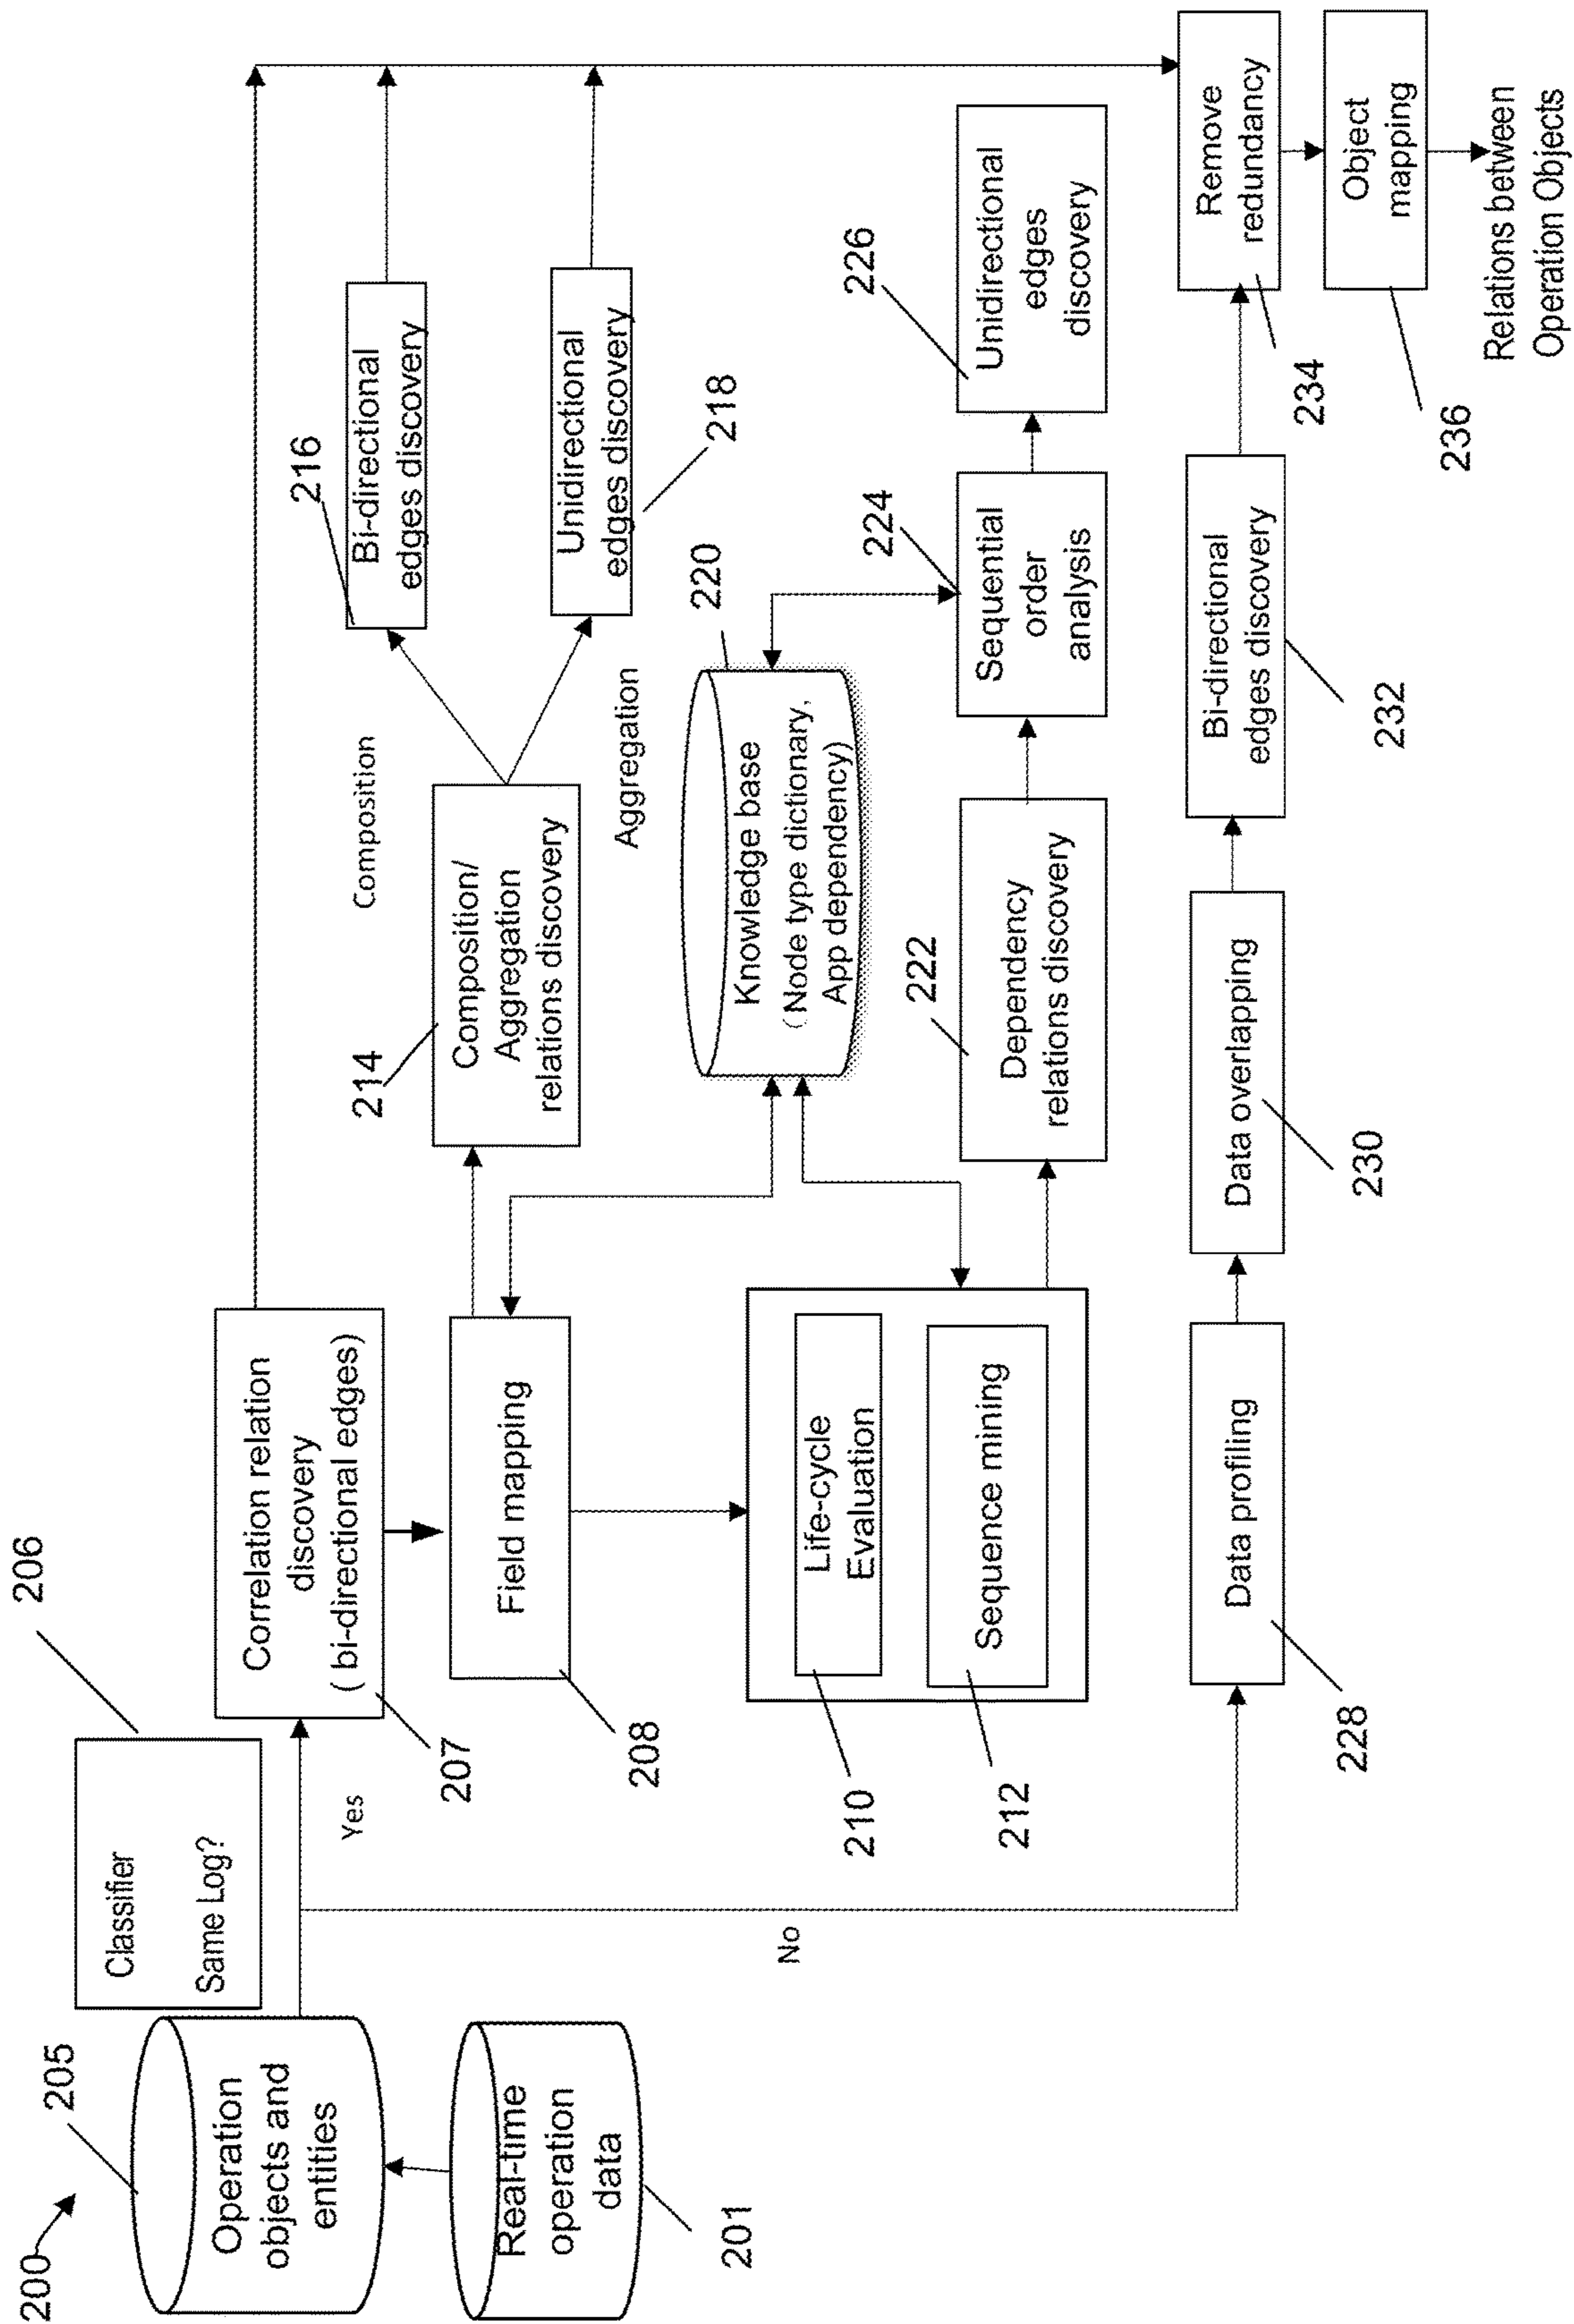 200
205
Operation
objects and
entities
Real-time
operation
data
201
206
Classifier
Same Log?
Yes
No
Correlation relation
discovery
( bi-directional edges)
207
Field mapping
208
Life-cycle
Evaluation
210
Sequence mining
212
214
Composition/
Aggregation
relations discovery
Composition
Aggregation
216
Bi-directional
edges discovery
Unidirectional
edges discovery
218
220
Knowledge base
(Node type dictionary,
App dependency)
222
Dependency
relations discovery
224
Sequential
order
analysis
226
Unidirectional
edges
discovery
Data profiling
228
Data overlapping
230
Bi-directional
edges discovery
232
Remove
redundancy
234
Object
mapping
236
Relations between
Operation Objects